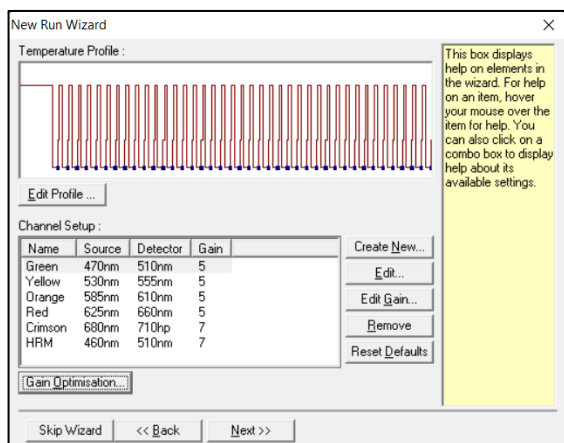 New Run Wizard
Temperature Profile :
This box displays
help on elements in
the wizard. For help
on an item, hover
your mouse over the
item for help. You
can also click on a
combo box to display
help about its
available settings.
Edit Profile ...
Channel Setup :
Name Source Detector Gain
Green 470nm 510nm 5
Yellow 530nm 555nm 5
Orange 585nm 610nm 5
Red 625nm 660nm 5
Crimson 680nm 710hp 7
HRM 460nm 510nm 7
Create New...
Edit...
Edit Gain...
Remove
Reset Defaults
Gain Optimisation...
Skip Wizard << Back Next >>